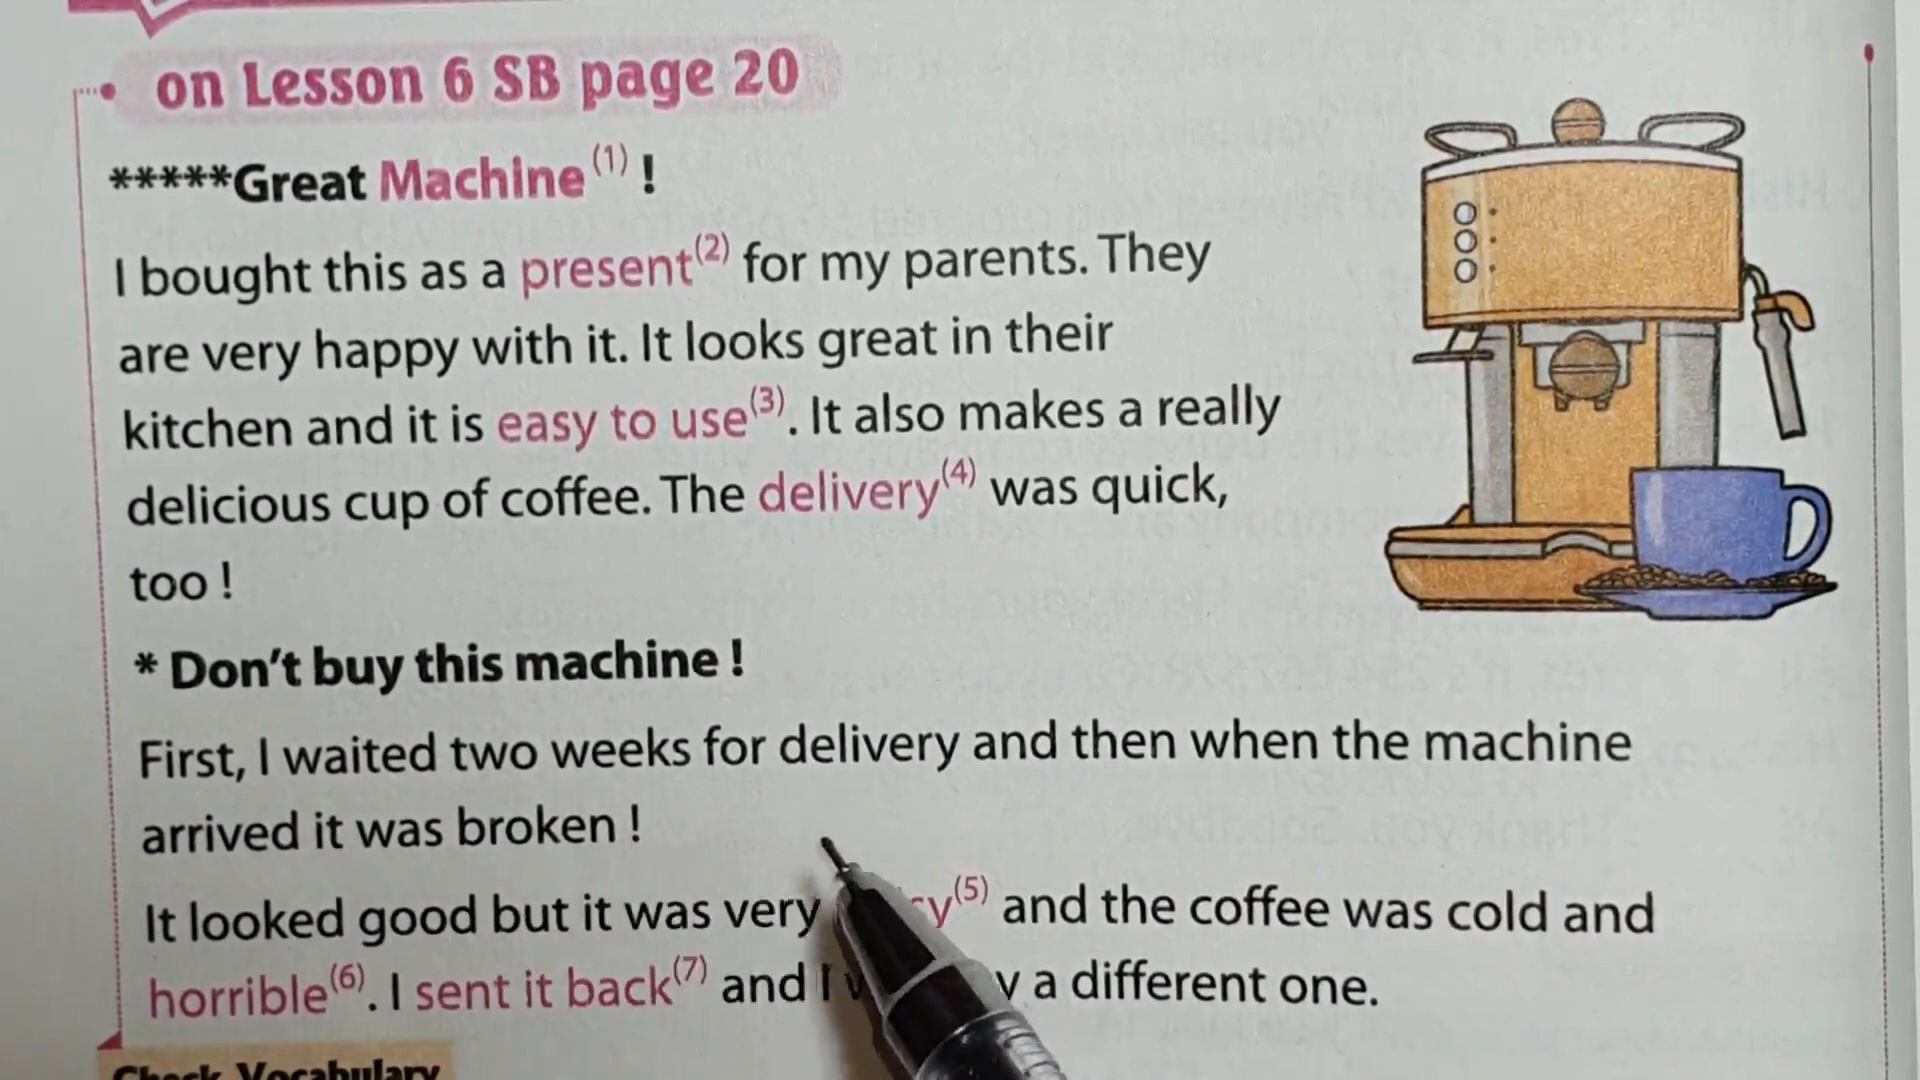 on Lesson 6 SB page 20
*****Great Machine(1) !
I bought this as a present(2) for my parents. They
are very happy with it. It looks great in their
kitchen and it is easy to use(3). It also makes a really
delicious cup of coffee. The delivery(4) was quick,
too !
* Don't buy this machine !
First, I waited two weeks for delivery and then when the machine
arrived it was broken !
It looked good but it was very (5) and the coffee was cold and
horrible(6). I sent it back(7) and I a different one.
Check Vocabulary